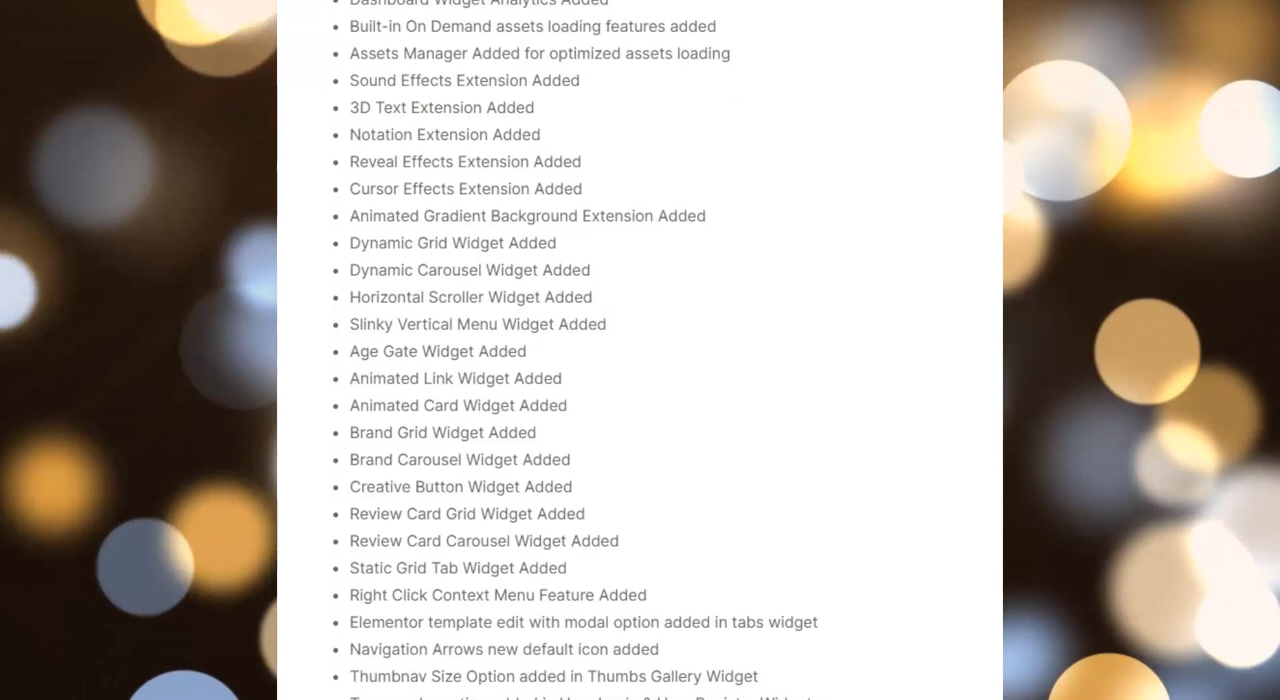 Dashboard Widget Analytics Added
Built-in On Demand assets loading features added
Assets Manager Added for optimized assets loading
Sound Effects Extension Added
3D Text Extension Added
Notation Extension Added
Reveal Effects Extension Added
Cursor Effects Extension Added
Animated Gradient Background Extension Added
Dynamic Grid Widget Added
Dynamic Carousel Widget Added
Horizontal Scroller Widget Added
Slinky Vertical Menu Widget Added
Age Gate Widget Added
Animated Link Widget Added
Animated Card Widget Added
Brand Grid Widget Added
Brand Carousel Widget Added
Creative Button Widget Added
Review Card Grid Widget Added
Review Card Carousel Widget Added
Static Grid Tab Widget Added
Right Click Context Menu Feature Added
Elementor template edit with modal option added in tabs widget
Navigation Arrows new default icon added
Thumbnav Size Option added in Thumbs Gallery Widget